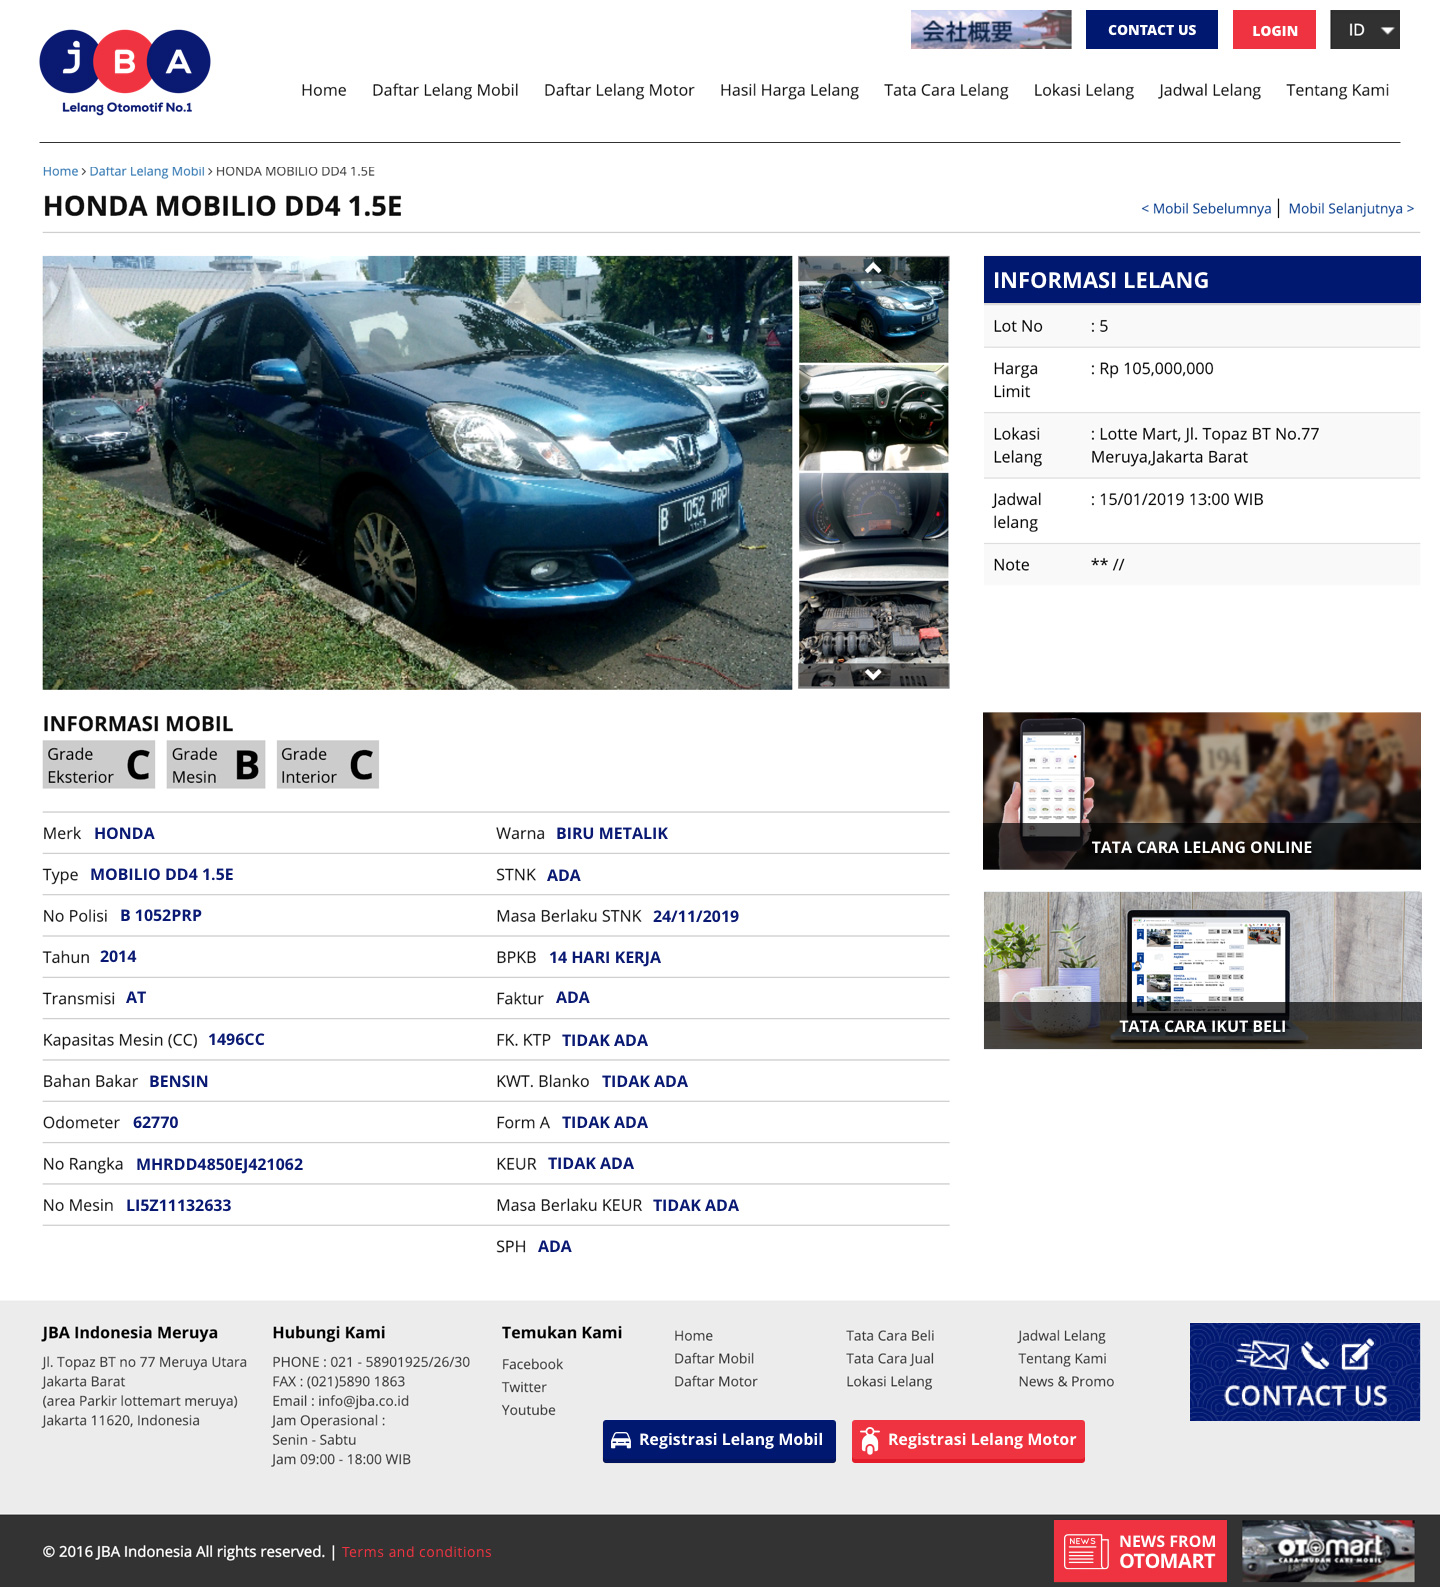 会社概要
CONTACT US
LOGIN
ID
JBA
Lelang Otomotif No.1
Home
Daftar Lelang Mobil
Daftar Lelang Motor
Hasil Harga Lelang
Tata Cara Lelang
Lokasi Lelang
Jadwal Lelang
Tentang Kami
Home > Daftar Lelang Mobil > HONDA MOBILIO DD4 1.5E
HONDA MOBILIO DD4 1.5E
< Mobil Sebelumnya | Mobil Selanjutnya >
B 1052 PRP
INFORMASI LELANG
Lot No : 5
Harga Limit : Rp 105,000,000
Lokasi Lelang : Lotte Mart, Jl. Topaz BT No.77 Meruya,Jakarta Barat
Jadwal lelang : 15/01/2019 13:00 WIB
Note ** //
INFORMASI MOBIL
Grade Eksterior C
Grade Mesin B
Grade Interior C
Merk HONDA
Type MOBILIO DD4 1.5E
No Polisi B 1052PRP
Tahun 2014
Transmisi AT
Kapasitas Mesin (CC) 1496CC
Bahan Bakar BENSIN
Odometer 62770
No Rangka MHRDD4850EJ421062
No Mesin LI5Z11132633
Warna BIRU METALIK
STNK ADA
Masa Berlaku STNK 24/11/2019
BPKB 14 HARI KERJA
Faktur ADA
FK. KTP TIDAK ADA
KWT. Blanko TIDAK ADA
Form A TIDAK ADA
KEUR TIDAK ADA
Masa Berlaku KEUR TIDAK ADA
SPH ADA
194
TATA CARA LELANG ONLINE
TATA CARA IKUT BELI
JBA Indonesia Meruya
Jl. Topaz BT no 77 Meruya Utara
Jakarta Barat
(area Parkir lottemart meruya)
Jakarta 11620, Indonesia
Hubungi Kami
PHONE : 021 - 58901925/26/30
FAX : (021)5890 1863
Email : info@jba.co.id
Jam Operasional :
Senin - Sabtu
Jam 09:00 - 18:00 WIB
Temukan Kami
Facebook
Twitter
Youtube
Home
Daftar Mobil
Daftar Motor
Tata Cara Beli
Tata Cara Jual
Lokasi Lelang
Jadwal Lelang
Tentang Kami
News & Promo
CONTACT US
Registrasi Lelang Mobil
Registrasi Lelang Motor
© 2016 JBA Indonesia All rights reserved. | Terms and conditions
NEWS
NEWS FROM
OTOMART
OTOmart
CARA MUDAH CARI MOBIL